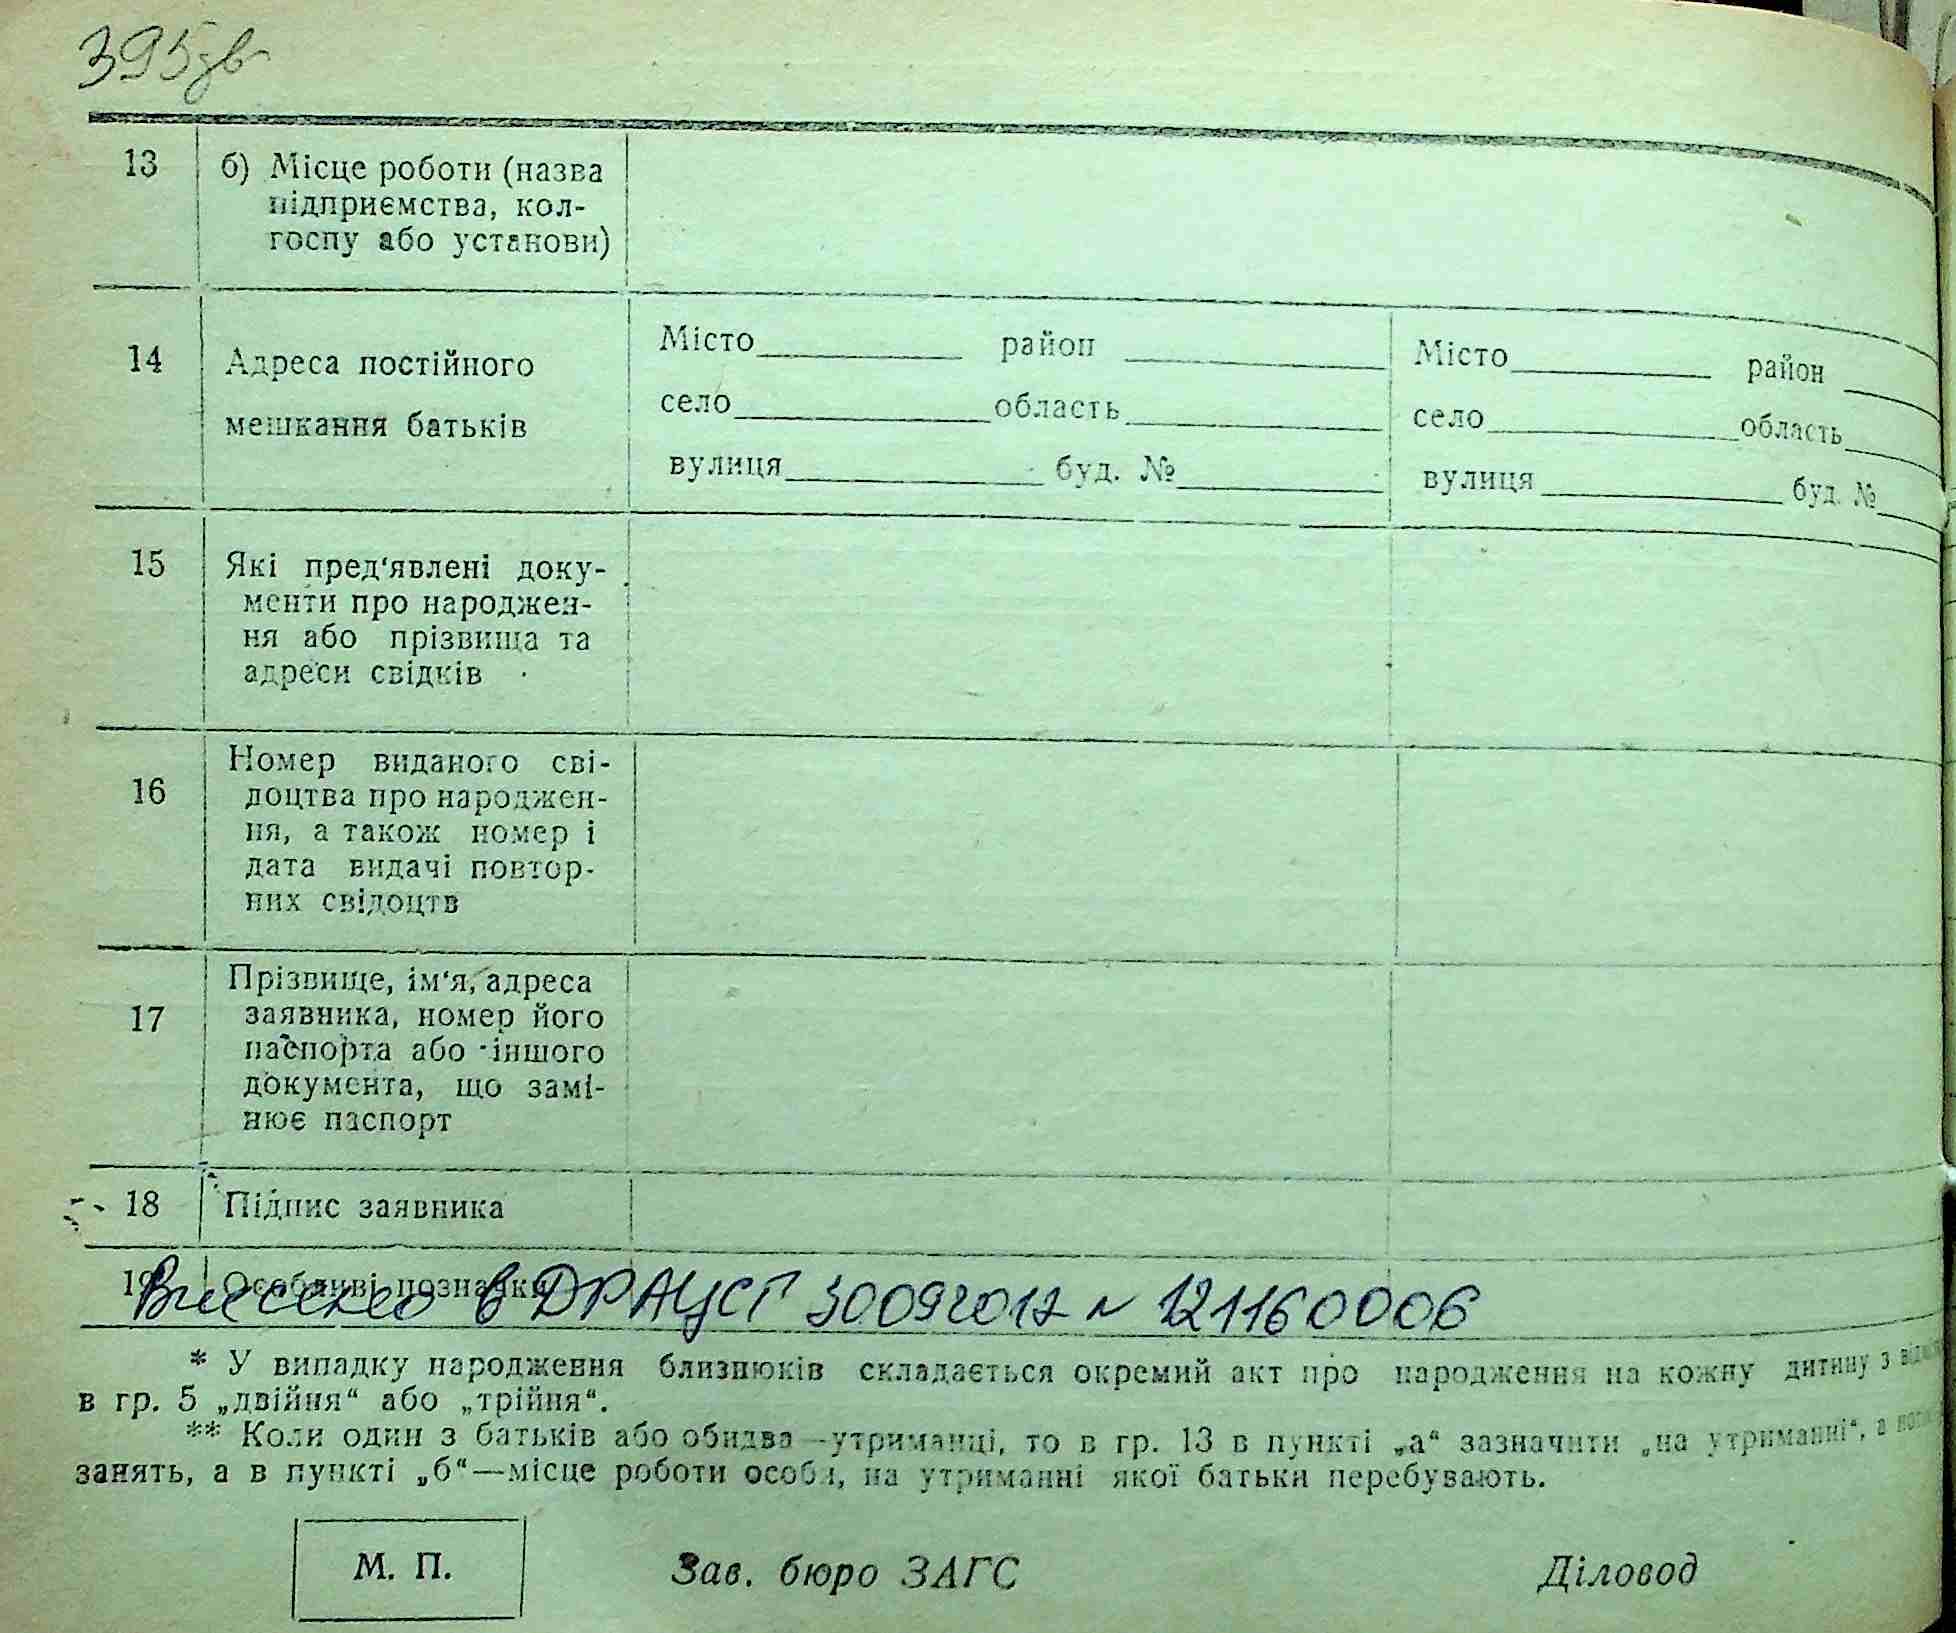 395зв
13 б) Місце роботи (назва
підприємства, кол-
госпу або установи)
14 Адреса постійного
мешкання батьків
Місто район
село область
вулиця буд. №
Місто район
село область
вулиця буд. №
15 Які пред'явлені доку-
менти про народжен-
ня або прізвища та
адреси свідків
16 Номер виданого сві-
доцтва про народжен-
ня, а також номер і
дата видачі повтор-
них свідоцтв
17 Прізвище, ім'я, адреса
заявника, номер його
паспорта або іншого
документа, що замі-
нює паспорт
18 Підпис заявника
19 Особливі познаки
Внесено в ДРАЦСГ 30092017 N 121160006
* У випадку народження близнюків складається окремий акт про народження на кожну дитину з
в гр. 5 „двійня“ або „трійня“.
** Коли один з батьків або обидва—утриманці, то в гр. 13 в пункті „а“ зазначити „на утриманні“, а
занять, а в пункті „б“—місце роботи особи, на утриманні якої батьки перебувають.
М. П. Зав. бюро ЗАГС Діловод